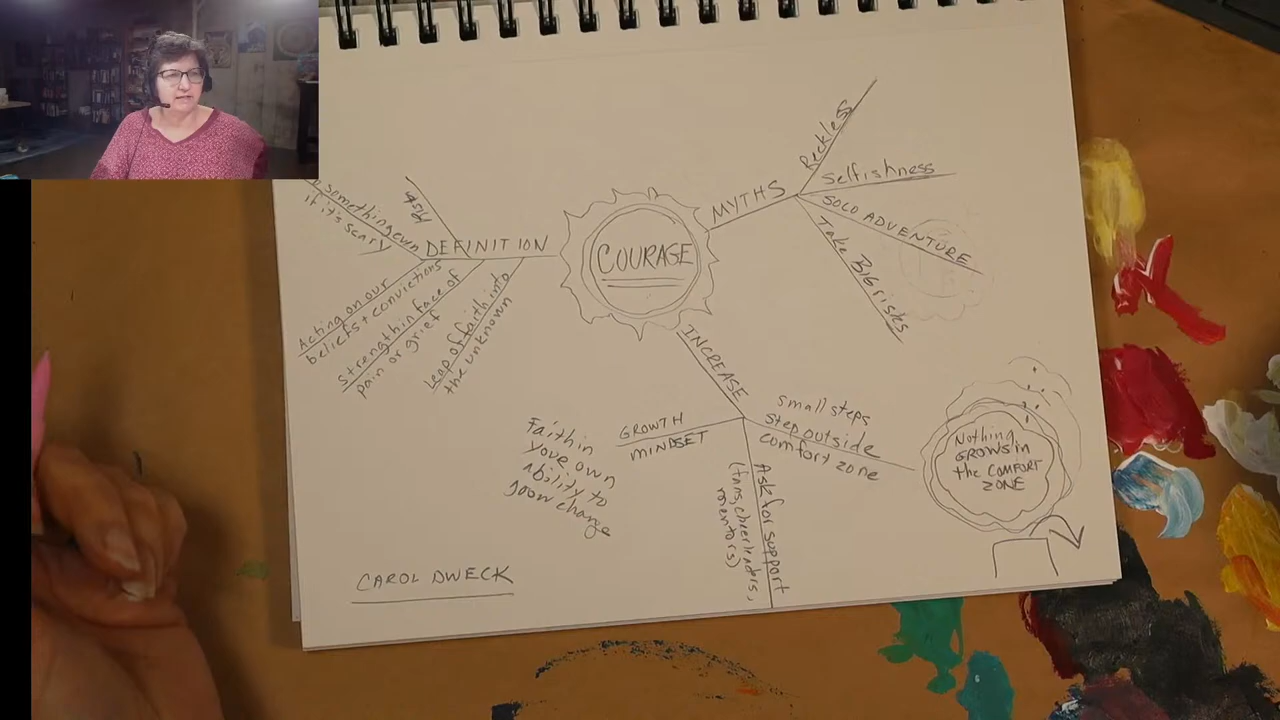 COURAGE
DEFINITION
Risk
something even
if it's scary
Acting on our
beliefs + convictions
Strength in face of
pain or grief
Leap of faith into
the unknown
MYTHS
Reckless
Selfishness
SOLO ADVENTURE
Take BIG risks
INCREASE
GROWTH
MINDSET
Faith in
your own
ability to
grow change
Ask for support
(fans, cheerleaders,
mentors)
small steps
step outside
comfort zone
Nothing
GROWS in
the COMFORT
ZONE
CAROL DWECK